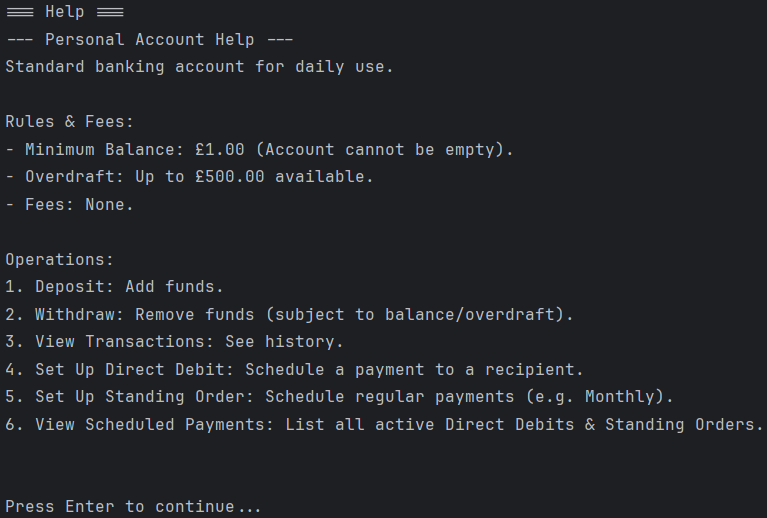 === Help ===
--- Personal Account Help ---
Standard banking account for daily use.
Rules & Fees:
- Minimum Balance: £1.00 (Account cannot be empty).
- Overdraft: Up to £500.00 available.
- Fees: None.
Operations:
1. Deposit: Add funds.
2. Withdraw: Remove funds (subject to balance/overdraft).
3. View Transactions: See history.
4. Set Up Direct Debit: Schedule a payment to a recipient.
5. Set Up Standing Order: Schedule regular payments (e.g. Monthly).
6. View Scheduled Payments: List all active Direct Debits & Standing Orders.
Press Enter to continue...